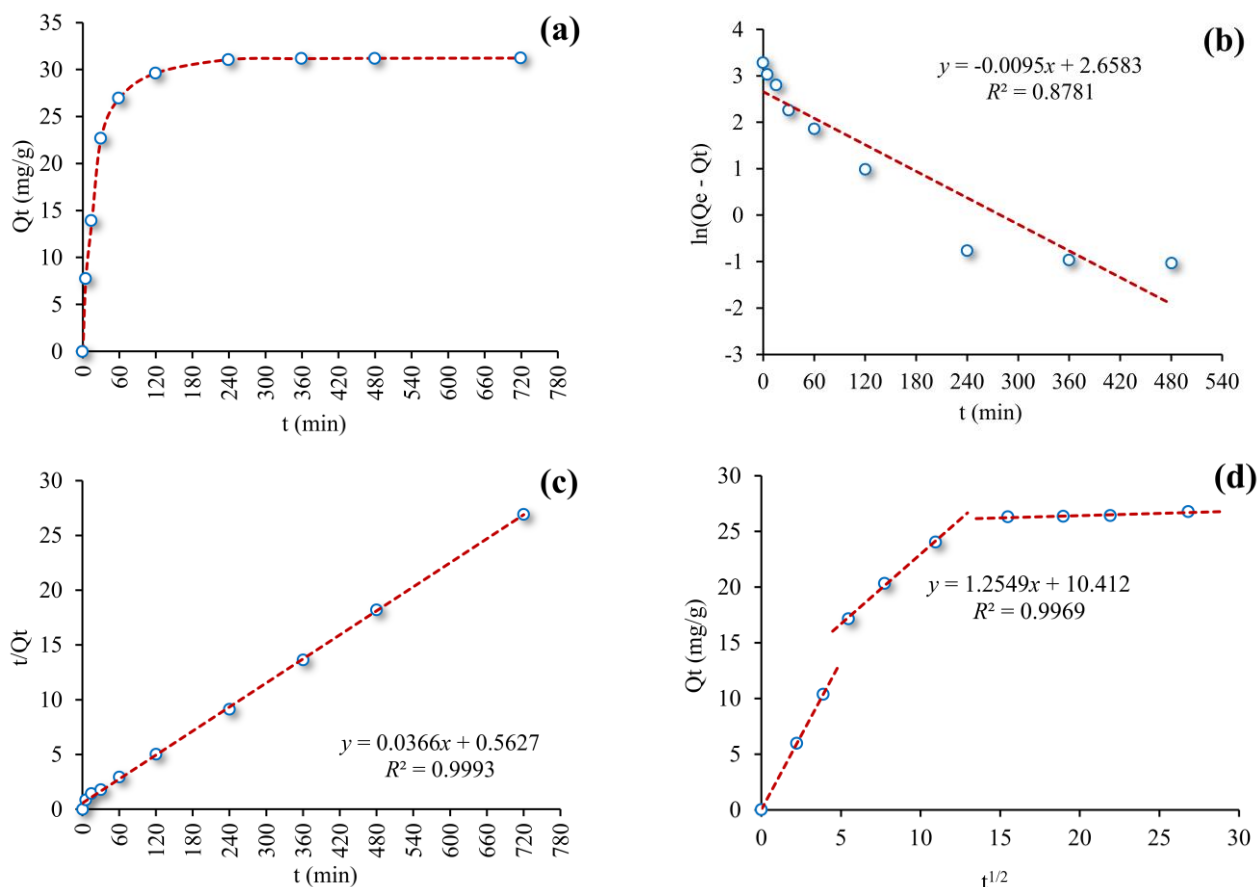 (a)
Qt (mg/g)
35
30
25
20
15
10
5
0
0
60
120
180
240
300
360
420
480
540
600
660
720
780
t (min)
(b)
y = -0.0095x + 2.6583
R² = 0.8781
ln(Qe - Qt)
4
3
2
1
0
-1
-2
-3
0 60 120 180 240 300 360 420 480 540
t (min)
(c)
t/Qt
30
25
20
15
10
5
0
y = 0.0366x + 0.5627
R² = 0.9993
0
60
120
180
240
300
360
420
480
540
600
660
720
780
t (min)
(d)
Qt (mg/g)
30
25
20
15
10
5
0
y = 1.2549x + 10.412
R² = 0.9969
0 5 10 15 20 25 30
t¹/²